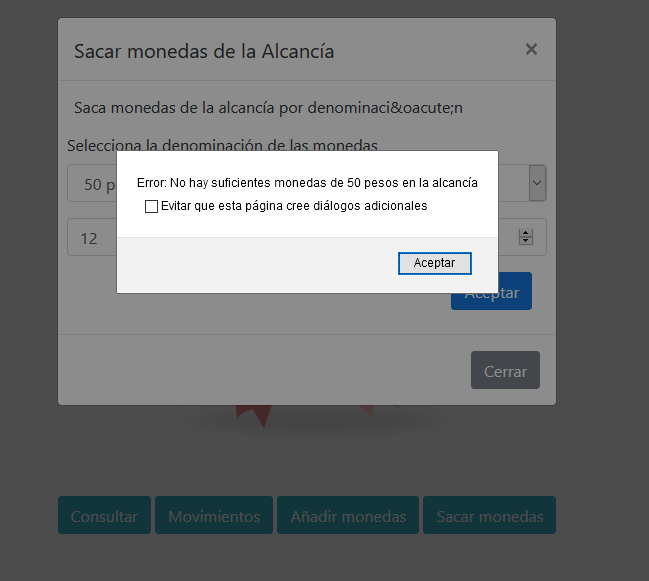 Sacar monedas de la Alcancía ×
Saca monedas de la alcancía por denominaci&oacute;n
Selecciona la denominación de las monedas
50
Error: No hay suficientes monedas de 50 pesos en la alcancía
Evitar que esta página cree diálogos adicionales
12
Aceptar
Aceptar
Cerrar
Consultar Movimientos Añadir monedas Sacar monedas